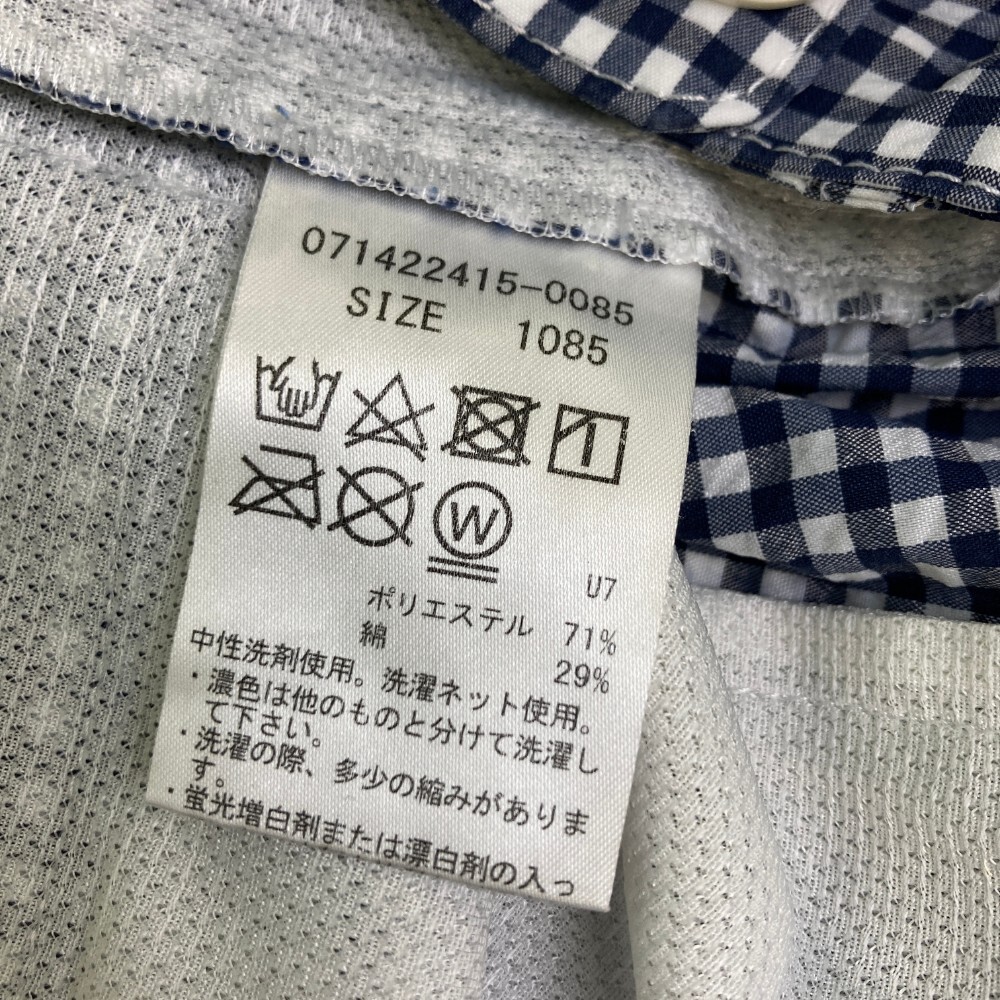 071422415-0085
SIZE 1085
W
U7
ポリエステル 71%
綿 29%
中性洗剤使用。洗濯ネット使用。
・濃色は他のものと分けて洗濯し
て下さい。
・洗濯の際、多少の縮みがありま
す。
・蛍光増白剤または漂白剤の入っ